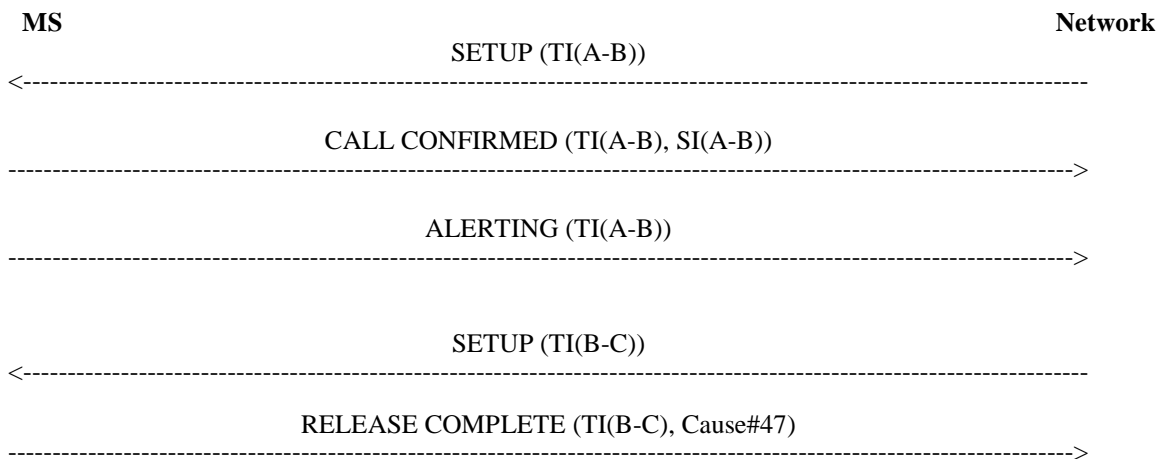 MS Network
SETUP (TI(A-B))
<------------------------------------------------------------------------------------------------------------------------
CALL CONFIRMED (TI(A-B), SI(A-B))
------------------------------------------------------------------------------------------------------------------------>
ALERTING (TI(A-B))
------------------------------------------------------------------------------------------------------------------------>
SETUP (TI(B-C))
<------------------------------------------------------------------------------------------------------------------------
RELEASE COMPLETE (TI(B-C), Cause#47)
------------------------------------------------------------------------------------------------------------------------>